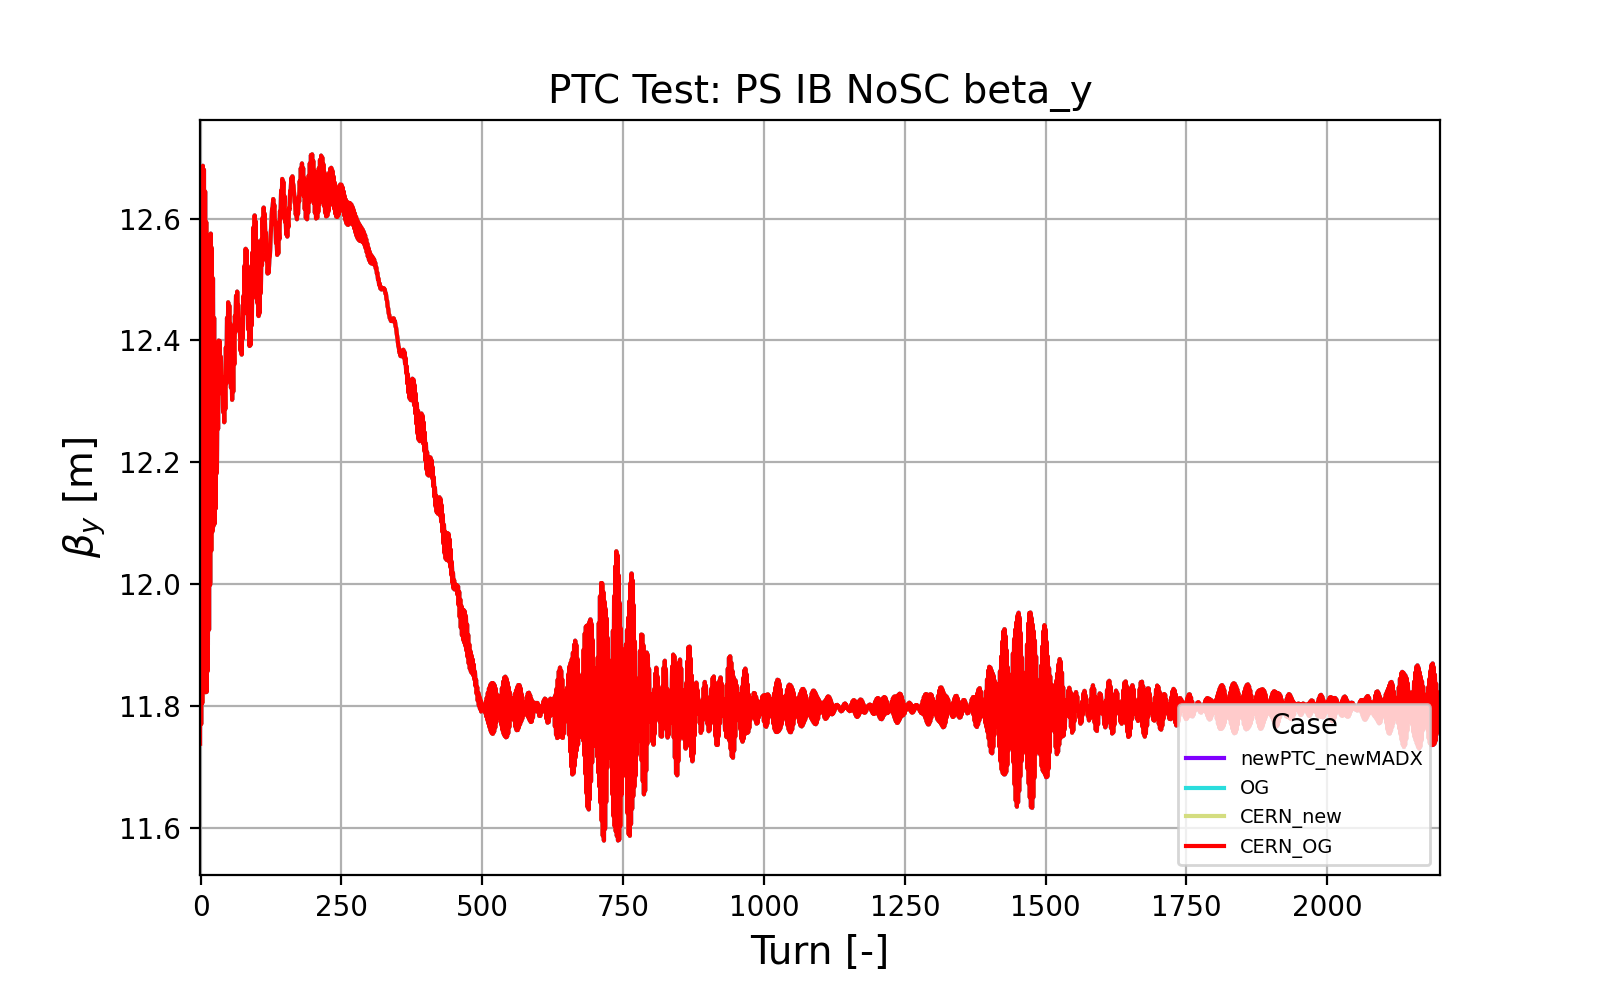 PTC Test: PS IB NoSC beta_y
βy [m]
12.6
12.4
12.2
12.0
11.8
11.6
Case
newPTC_newMADX
OG
CERN_new
CERN_OG
0 250 500 750 1000 1250 1500 1750 2000
Turn [-]